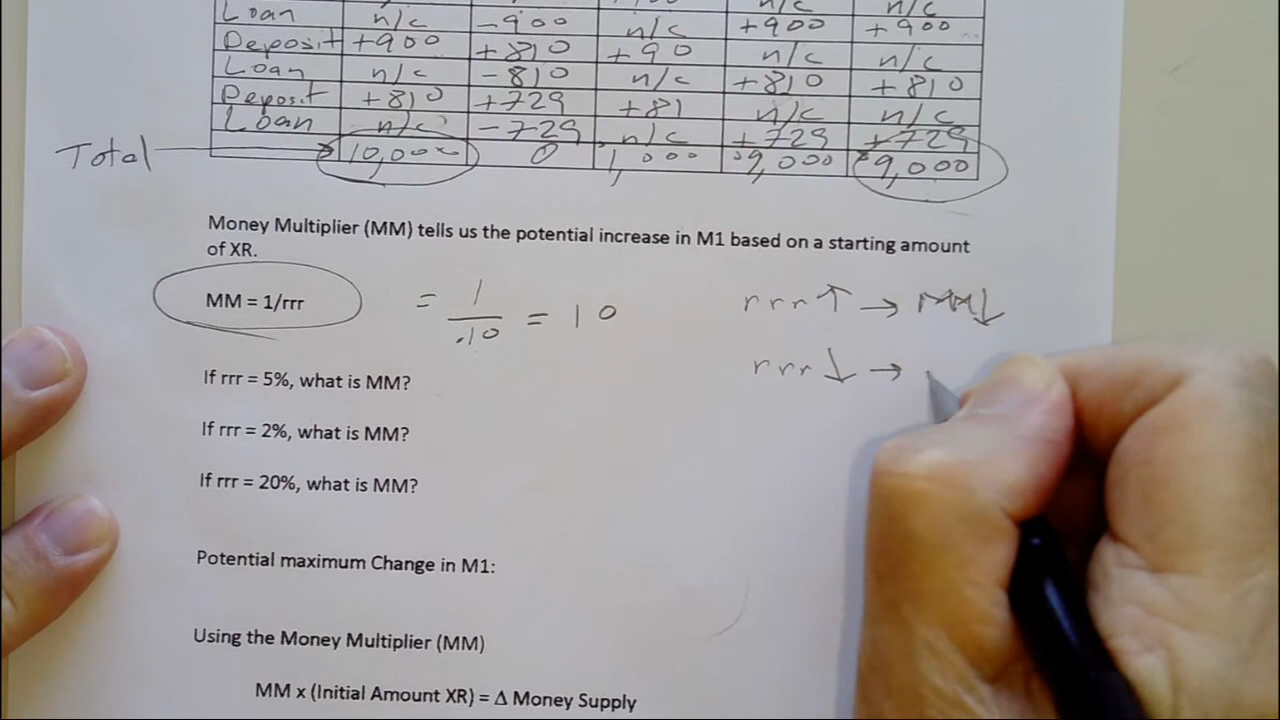 n/c n/c
Loan n/c -900 n/c +900 +900
Deposit +900 +810 +90 n/c n/c
Loan n/c -810 n/c +810 +810
Deposit +810 +729 +81 n/c n/c
Loan n/c -729 n/c +729 +729
Total 10,000 0 1,000 9,000 9,000
Money Multiplier (MM) tells us the potential increase in M1 based on a starting amount
of XR.
MM = 1/rrr = 1/.10 = 10 rrr↑ → MM↓
rrr↓ →
If rrr = 5%, what is MM?
If rrr = 2%, what is MM?
If rrr = 20%, what is MM?
Potential maximum Change in M1:
Using the Money Multiplier (MM)
MM x (Initial Amount XR) = Δ Money Supply